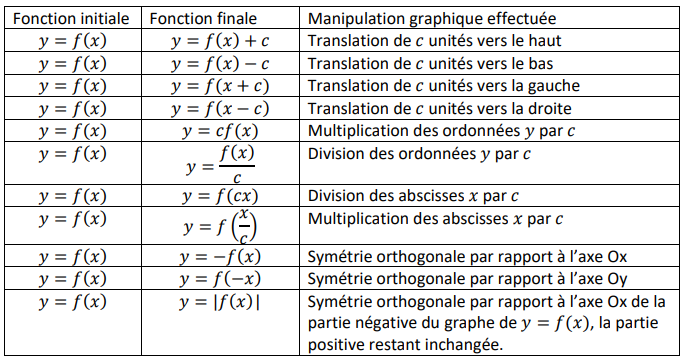 Fonction initiale Fonction finale Manipulation graphique effectuée
y = f(x) y = f(x) + c Translation de c unités vers le haut
y = f(x) y = f(x) − c Translation de c unités vers le bas
y = f(x) y = f(x + c) Translation de c unités vers la gauche
y = f(x) y = f(x − c) Translation de c unités vers la droite
y = f(x) y = cf(x) Multiplication des ordonnées y par c
y = f(x) y = f(x)/c Division des ordonnées y par c
y = f(x) y = f(cx) Division des abscisses x par c
y = f(x) y = f(x/c) Multiplication des abscisses x par c
y = f(x) y = −f(x) Symétrie orthogonale par rapport à l’axe Ox
y = f(x) y = f(−x) Symétrie orthogonale par rapport à l’axe Oy
y = f(x) y = |f(x)| Symétrie orthogonale par rapport à l’axe Ox de la
partie négative du graphe de y = f(x), la partie
positive restant inchangée.